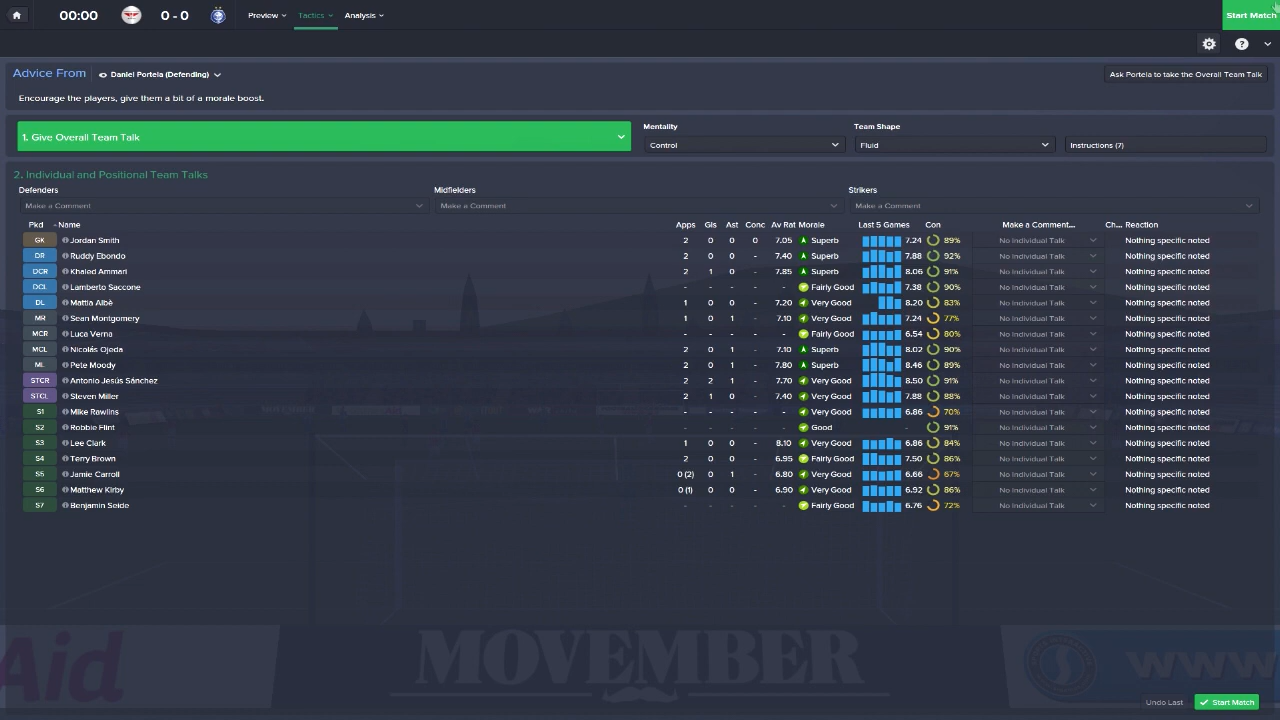 00:00 0 - 0 Preview Tactics Analysis Start Match
Advice From Daniel Portela (Defending) Ask Portela to take the Overall Team Talk
Encourage the players, give them a bit of a morale boost.
Mentality Team Shape
1. Give Overall Team Talk Control Fluid Instructions (7)
2. Individual and Positional Team Talks
Defenders Midfielders Strikers
Make a Comment Make a Comment Make a Comment
Pkd Name Apps Gls Ast Conc Av Rat Morale Last 5 Games Con Make a Comment... Ch... Reaction
GK Jordan Smith 2 0 0 0 7.05 Superb 7.24 89% No Individual Talk Nothing specific noted
DR Ruddy Ebondo 2 0 0 - 7.40 Superb 7.88 92% No Individual Talk Nothing specific noted
DCR Khaled Ammari 2 1 0 - 7.85 Superb 8.06 91% No Individual Talk Nothing specific noted
DCL Lamberto Saccone - - - - - Fairly Good 7.38 90% No Individual Talk Nothing specific noted
DL Mattia Albè 1 0 0 - 7.20 Very Good 8.20 83% No Individual Talk Nothing specific noted
MR Sean Montgomery 1 0 1 - 7.10 Very Good 7.24 77% No Individual Talk Nothing specific noted
MCR Luca Verna - - - - - Fairly Good 6.54 80% No Individual Talk Nothing specific noted
MCL Nicolás Ojeda 2 0 1 - 7.10 Superb 8.02 90% No Individual Talk Nothing specific noted
ML Pete Moody 2 0 1 - 7.80 Superb 8.46 89% No Individual Talk Nothing specific noted
STCR Antonio Jesús Sánchez 2 2 1 - 7.70 Very Good 8.50 91% No Individual Talk Nothing specific noted
STCL Steven Miller 2 1 0 - 7.40 Very Good 7.88 88% No Individual Talk Nothing specific noted
S1 Mike Rawlins - - - - - Very Good 6.86 70% No Individual Talk Nothing specific noted
S2 Robbie Flint - - - - - Good - 91% No Individual Talk Nothing specific noted
S3 Lee Clark 1 0 0 - 8.10 Very Good 6.86 84% No Individual Talk Nothing specific noted
S4 Terry Brown 2 0 0 - 6.95 Fairly Good 7.50 86% No Individual Talk Nothing specific noted
S5 Jamie Carroll 0 (2) 0 1 - 6.80 Very Good 6.66 67% No Individual Talk Nothing specific noted
S6 Matthew Kirby 0 (1) 0 0 - 6.90 Very Good 6.92 86% No Individual Talk Nothing specific noted
S7 Benjamin Seide - - - - - Fairly Good 6.76 72% No Individual Talk Nothing specific noted
Aid MOVEMBER WWW
Undo Last Start Match